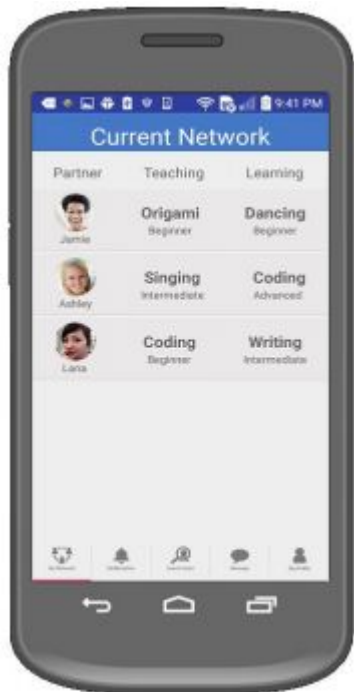 9:41 PM
Current Network
Partner Teaching Learning
Origami Dancing
Jamie Beginner Beginner
Singing Coding
Ashley Intermediate Advanced
Coding Writing
Lana Beginner Intermediate